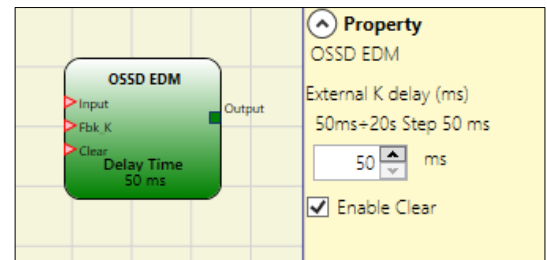 OSSD EDM
Input
Output
Fbk_K
Clear
Delay Time
50 ms
Property
OSSD EDM
External K delay (ms)
50ms÷20s Step 50 ms
50 ms
Enable Clear